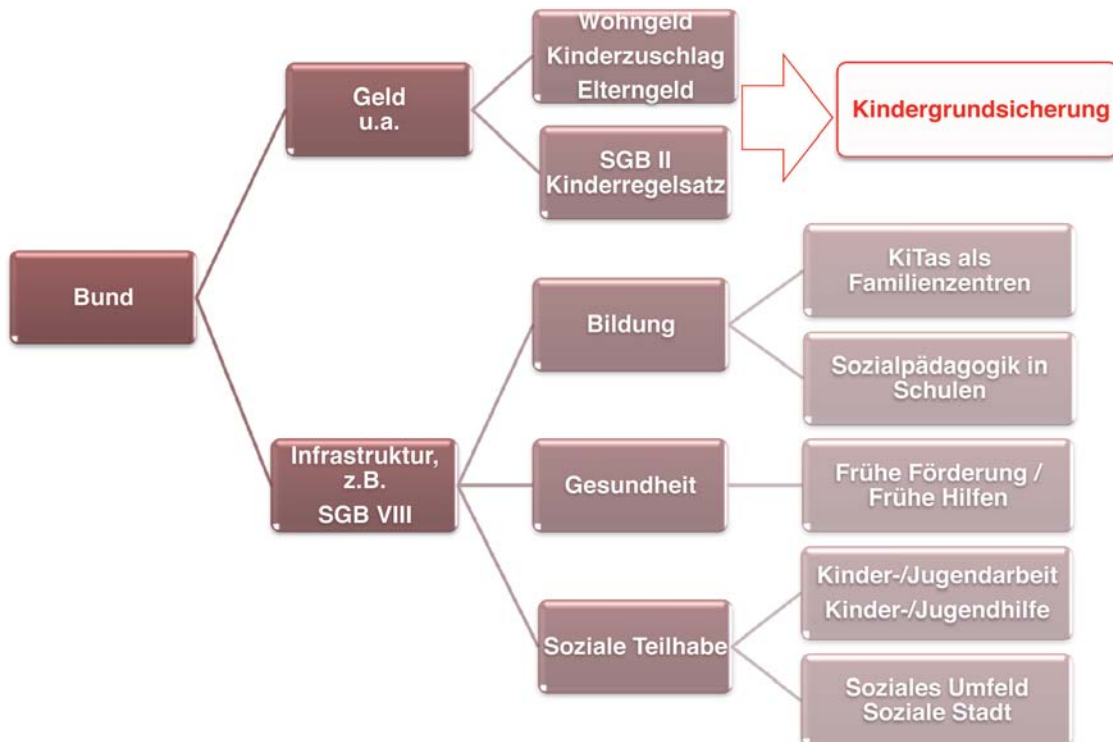 Wohngeld
Kinderzuschlag
Elterngeld
Geld
u.a.
Kindergrundsicherung
SGB II
Kinderregelsatz
Bund
KiTas als
Familienzentren
Bildung
Sozialpädagogik in
Schulen
Infrastruktur,
z.B.
SGB VIII
Gesundheit
Frühe Förderung /
Frühe Hilfen
Kinder-/Jugendarbeit
Kinder-/Jugendhilfe
Soziale Teilhabe
Soziales Umfeld
Soziale Stadt